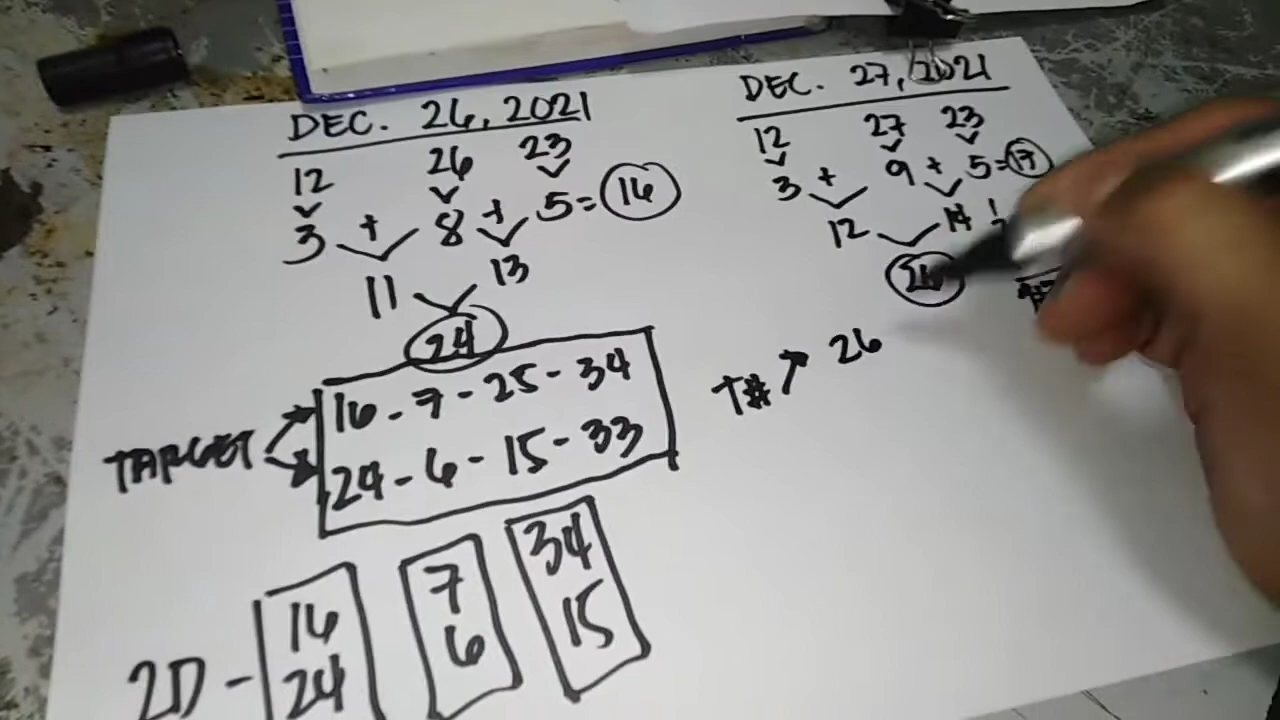 DEC. 26, 2021
12 26 23
3 + 8 + 5 = 16
11 13
24
TARGET
16 - 7 - 25 - 34
24 - 6 - 15 - 33
2D -
16
24
7
6
34
15
DEC. 27, 2021
12 27 23
3 + 9 + 5 = 17
12 14
26
T# 26